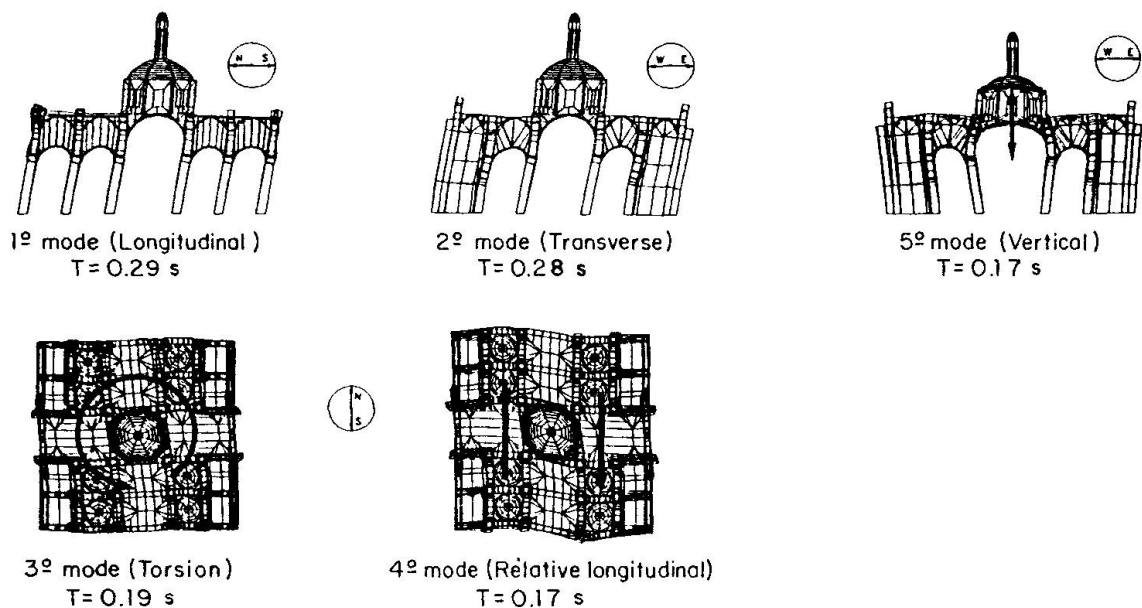 N S
W E
W E
1º mode (Longitudinal)
T= 0.29 s
2º mode (Transverse)
T= 0.28 s
5º mode (Vertical)
T= 0.17 s
N
S
3º mode (Torsion)
T= 0.19 s
4º mode (Relative longitudinal)
T= 0.17 s